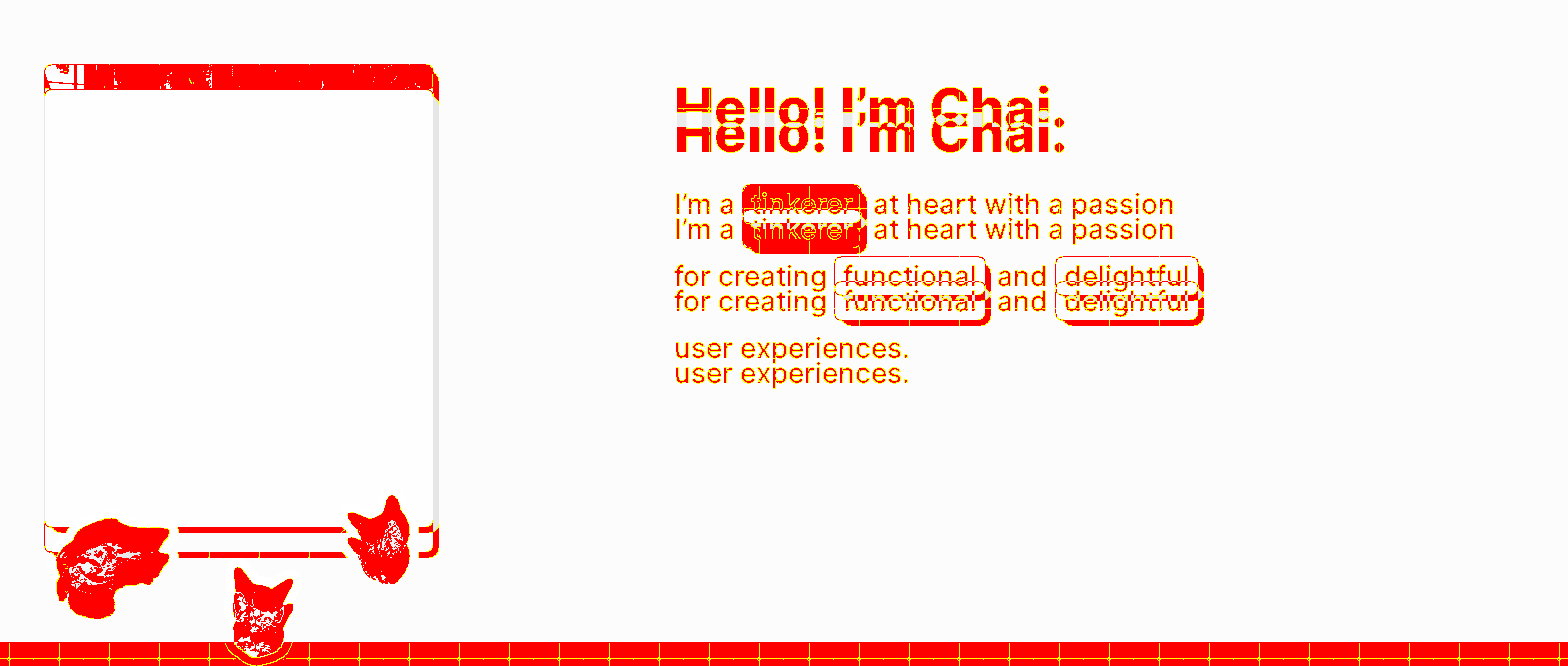 Hello! I'm Chai.
Hello! I'm Chai.
I'm a tinkerer at heart with a passion
I'm a tinkerer at heart with a passion
for creating functional and delightful
for creating functional and delightful
user experiences.
user experiences.